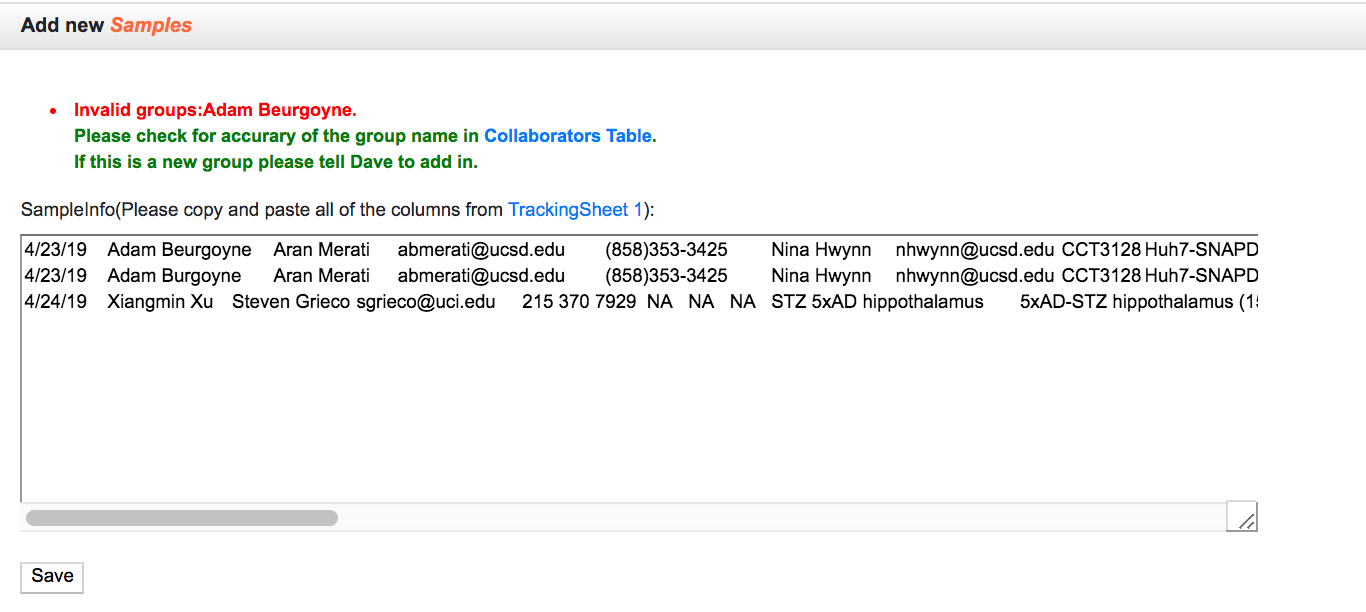 Add new Samples
Invalid groups:Adam Beurgoyne.
Please check for accurary of the group name in Collaborators Table.
If this is a new group please tell Dave to add in.
SampleInfo(Please copy and paste all of the columns from TrackingSheet 1):
4/23/19 Adam Beurgoyne Aran Merati abmerati@ucsd.edu (858)353-3425 Nina Hwynn nhwynn@ucsd.edu CCT3128 Huh7-SNAPD
4/23/19 Adam Burgoyne Aran Merati abmerati@ucsd.edu (858)353-3425 Nina Hwynn nhwynn@ucsd.edu CCT3128 Huh7-SNAPD
4/24/19 Xiangmin Xu Steven Grieco sgrieco@uci.edu 215 370 7929 NA NA NA STZ 5xAD hippothalamus 5xAD-STZ hippothalamus (1
Save